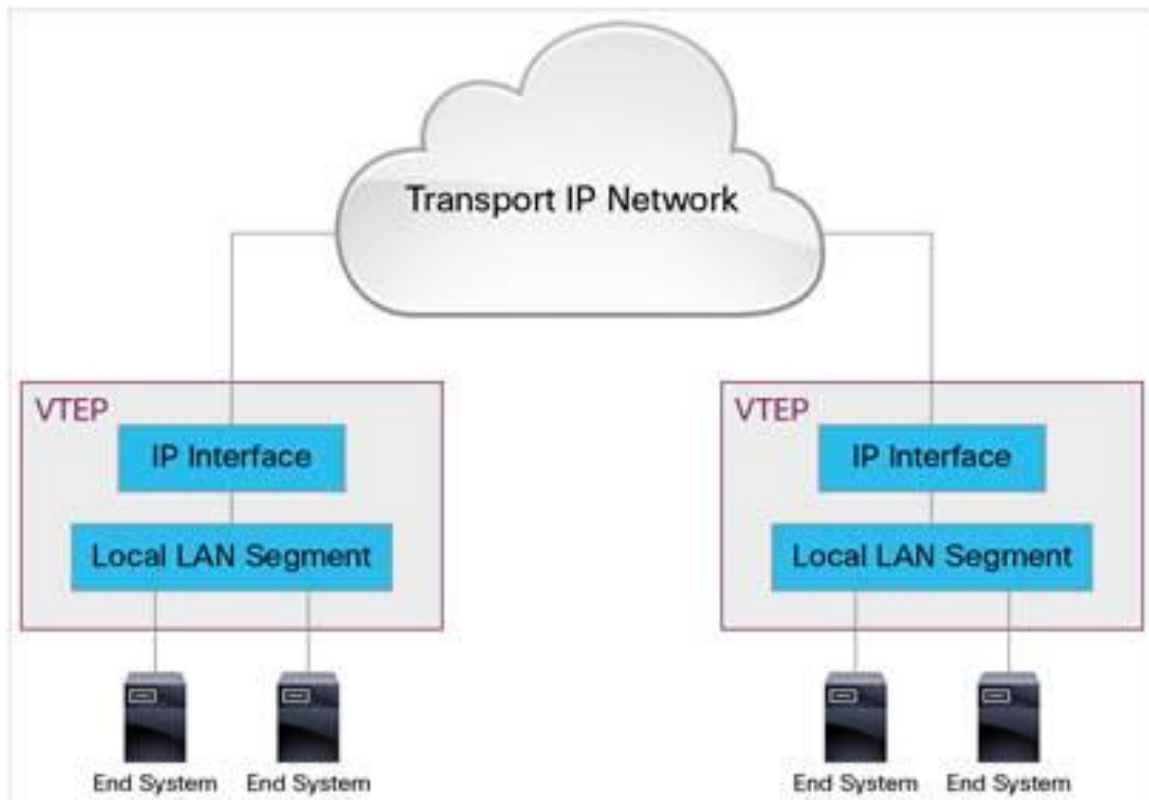 Transport IP Network
VTEP
IP Interface
Local LAN Segment
End System
End System
VTEP
IP Interface
Local LAN Segment
End System
End System